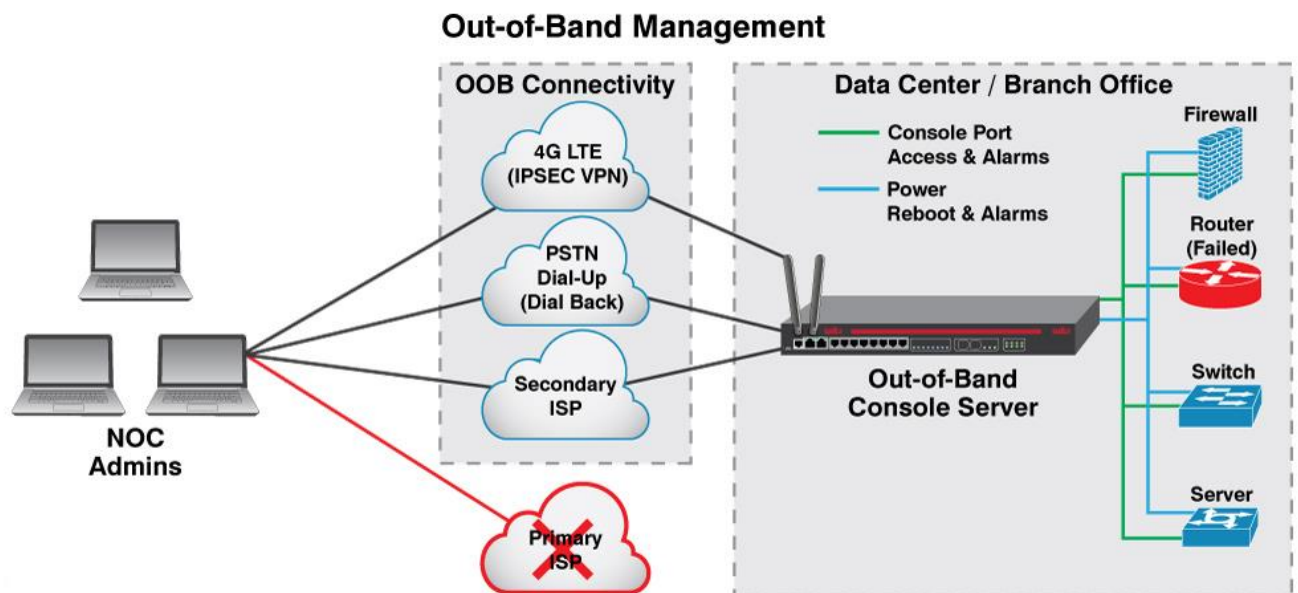 Out-of-Band Management
OOB Connectivity
4G LTE
(IPSEC VPN)
PSTN
Dial-Up
(Dial Back)
Secondary
ISP
Primary
ISP
NOC
Admins
Data Center / Branch Office
Console Port
Access & Alarms
Power
Reboot & Alarms
Out-of-Band
Console Server
Firewall
Router
(Failed)
Switch
Server